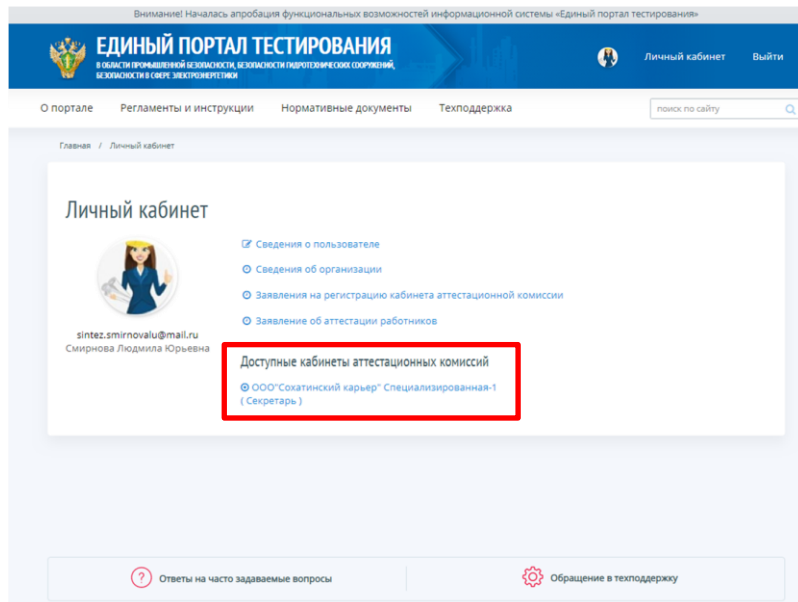 Внимание! Началась апробация функциональных возможностей информационной системы «Единый портал тестирования»
ЕДИНЫЙ ПОРТАЛ ТЕСТИРОВАНИЯ
В ОБЛАСТИ ПРОМЫШЛЕННОЙ БЕЗОПАСНОСТИ, БЕЗОПАСНОСТИ ГИДРОТЕХНИЧЕСКИХ СООРУЖЕНИЙ,
БЕЗОПАСНОСТИ В СФЕРЕ ЭЛЕКТРОЭНЕРГЕТИКИ
Личный кабинет
Выйти
О портале
Регламенты и инструкции
Нормативные документы
Техподдержка
поиск по сайту
Главная / Личный кабинет
Личный кабинет
Сведения о пользователе
Сведения об организации
Заявления на регистрацию кабинета аттестационной комиссии
Заявление об аттестации работников
sintez.smirnovalu@mail.ru
Смирнова Людмила Юрьевна
Доступные кабинеты аттестационных комиссий
ООО"Сохатинский карьер" Специализированная-1
( Секретарь )
Ответы на часто задаваемые вопросы
Обращение в техподдержку